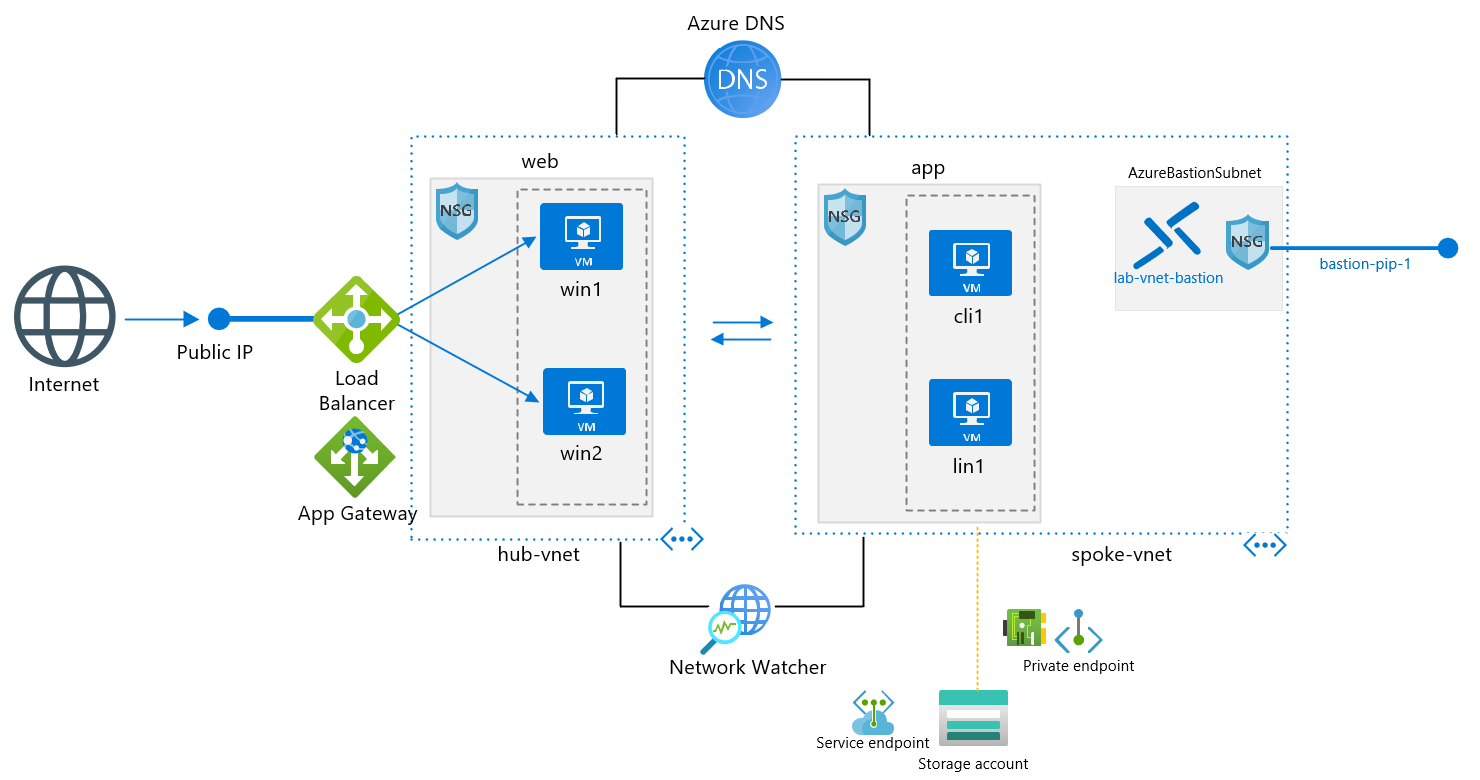 Azure DNS
DNS
web
app
AzureBastionSubnet
NSG
VM
win1
NSG
VM
cli1
NSG
lab-vnet-bastion
bastion-pip-1
Internet
Public IP
Load
Balancer
VM
win2
VM
lin1
App Gateway
hub-vnet
spoke-vnet
Network Watcher
Private endpoint
Service endpoint
Storage account